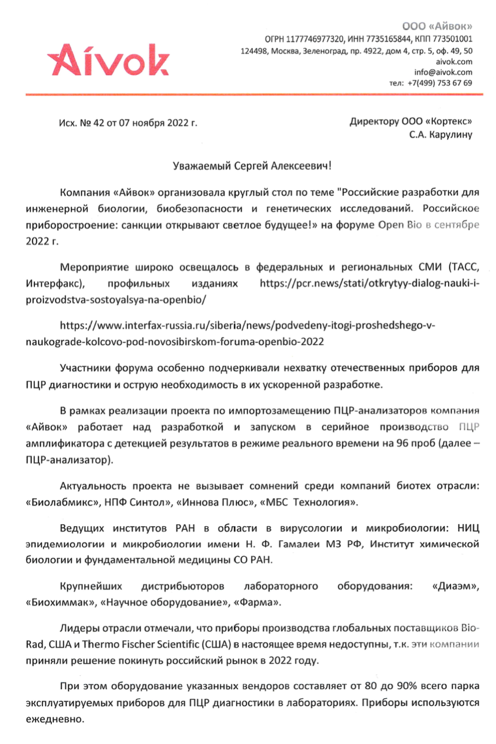 ООО «Айвок»
ОГРН 1177746977320, ИНН 7735165844, КПП 773501001
124498, Москва, Зеленоград, пр. 4922, дом 4, стр. 5, оф. 49, 50
aivok.com
info@aivok.com
тел: +7(499) 753 67 69
Aivok
Исх. № 42 от 07 ноября 2022 г.
Директору ООО «Кортекс»
С.А. Карулину
Уважаемый Сергей Алексеевич!
Компания «Айвок» организовала круглый стол по теме "Российские разработки для
инженерной биологии, биобезопасности и генетических исследований. Российское
приборостроение: санкции открывают светлое будущее!» на форуме Open Bio в сентябре
2022 г.
Мероприятие широко освещалось в федеральных и региональных СМИ (ТАСС,
Интерфакс), профильных изданиях https://pcr.news/stati/otkrytyy-dialog-nauki-i-
proizvodstva-sostoyalsya-na-openbio/
https://www.interfax-russia.ru/siberia/news/podvedeny-itogi-proshedshego-v-
naukograde-kolcovo-pod-novosibirskom-foruma-openbio-2022
Участники форума особенно подчеркивали нехватку отечественных приборов для
ПЦР диагностики и острую необходимость в их ускоренной разработке.
В рамках реализации проекта по импортозамещению ПЦР-анализаторов компания
«Айвок» работает над разработкой и запуском в серийное производство ПЦР
амплификатора с детекцией результатов в режиме реального времени на 96 проб (далее –
ПЦР-анализатор).
Актуальность проекта не вызывает сомнений среди компаний биотех отрасли:
«Биолабмикс», НПФ Синтол», «Иннова Плюс», «МБС Технология».
Ведущих институтов РАН в области в вирусологии и микробиологии: НИЦ
эпидемиологии и микробиологии имени Н. Ф. Гамалеи МЗ РФ, Институт химической
биологии и фундаментальной медицины СО РАН.
Крупнейших дистрибьюторов лабораторного оборудования: «Диаэм»,
«Биохиммак», «Научное оборудование», «Фарма».
Лидеры отрасли отмечали, что приборы производства глобальных поставщиков Bio-
Rad, США и Thermo Fischer Scientific (США) в настоящее время недоступны, т.к. эти компании
приняли решение покинуть российский рынок в 2022 году.
При этом оборудование указанных вендоров составляет от 80 до 90% всего парка
эксплуатируемых приборов для ПЦР диагностики в лабораториях. Приборы используются
ежедневно.